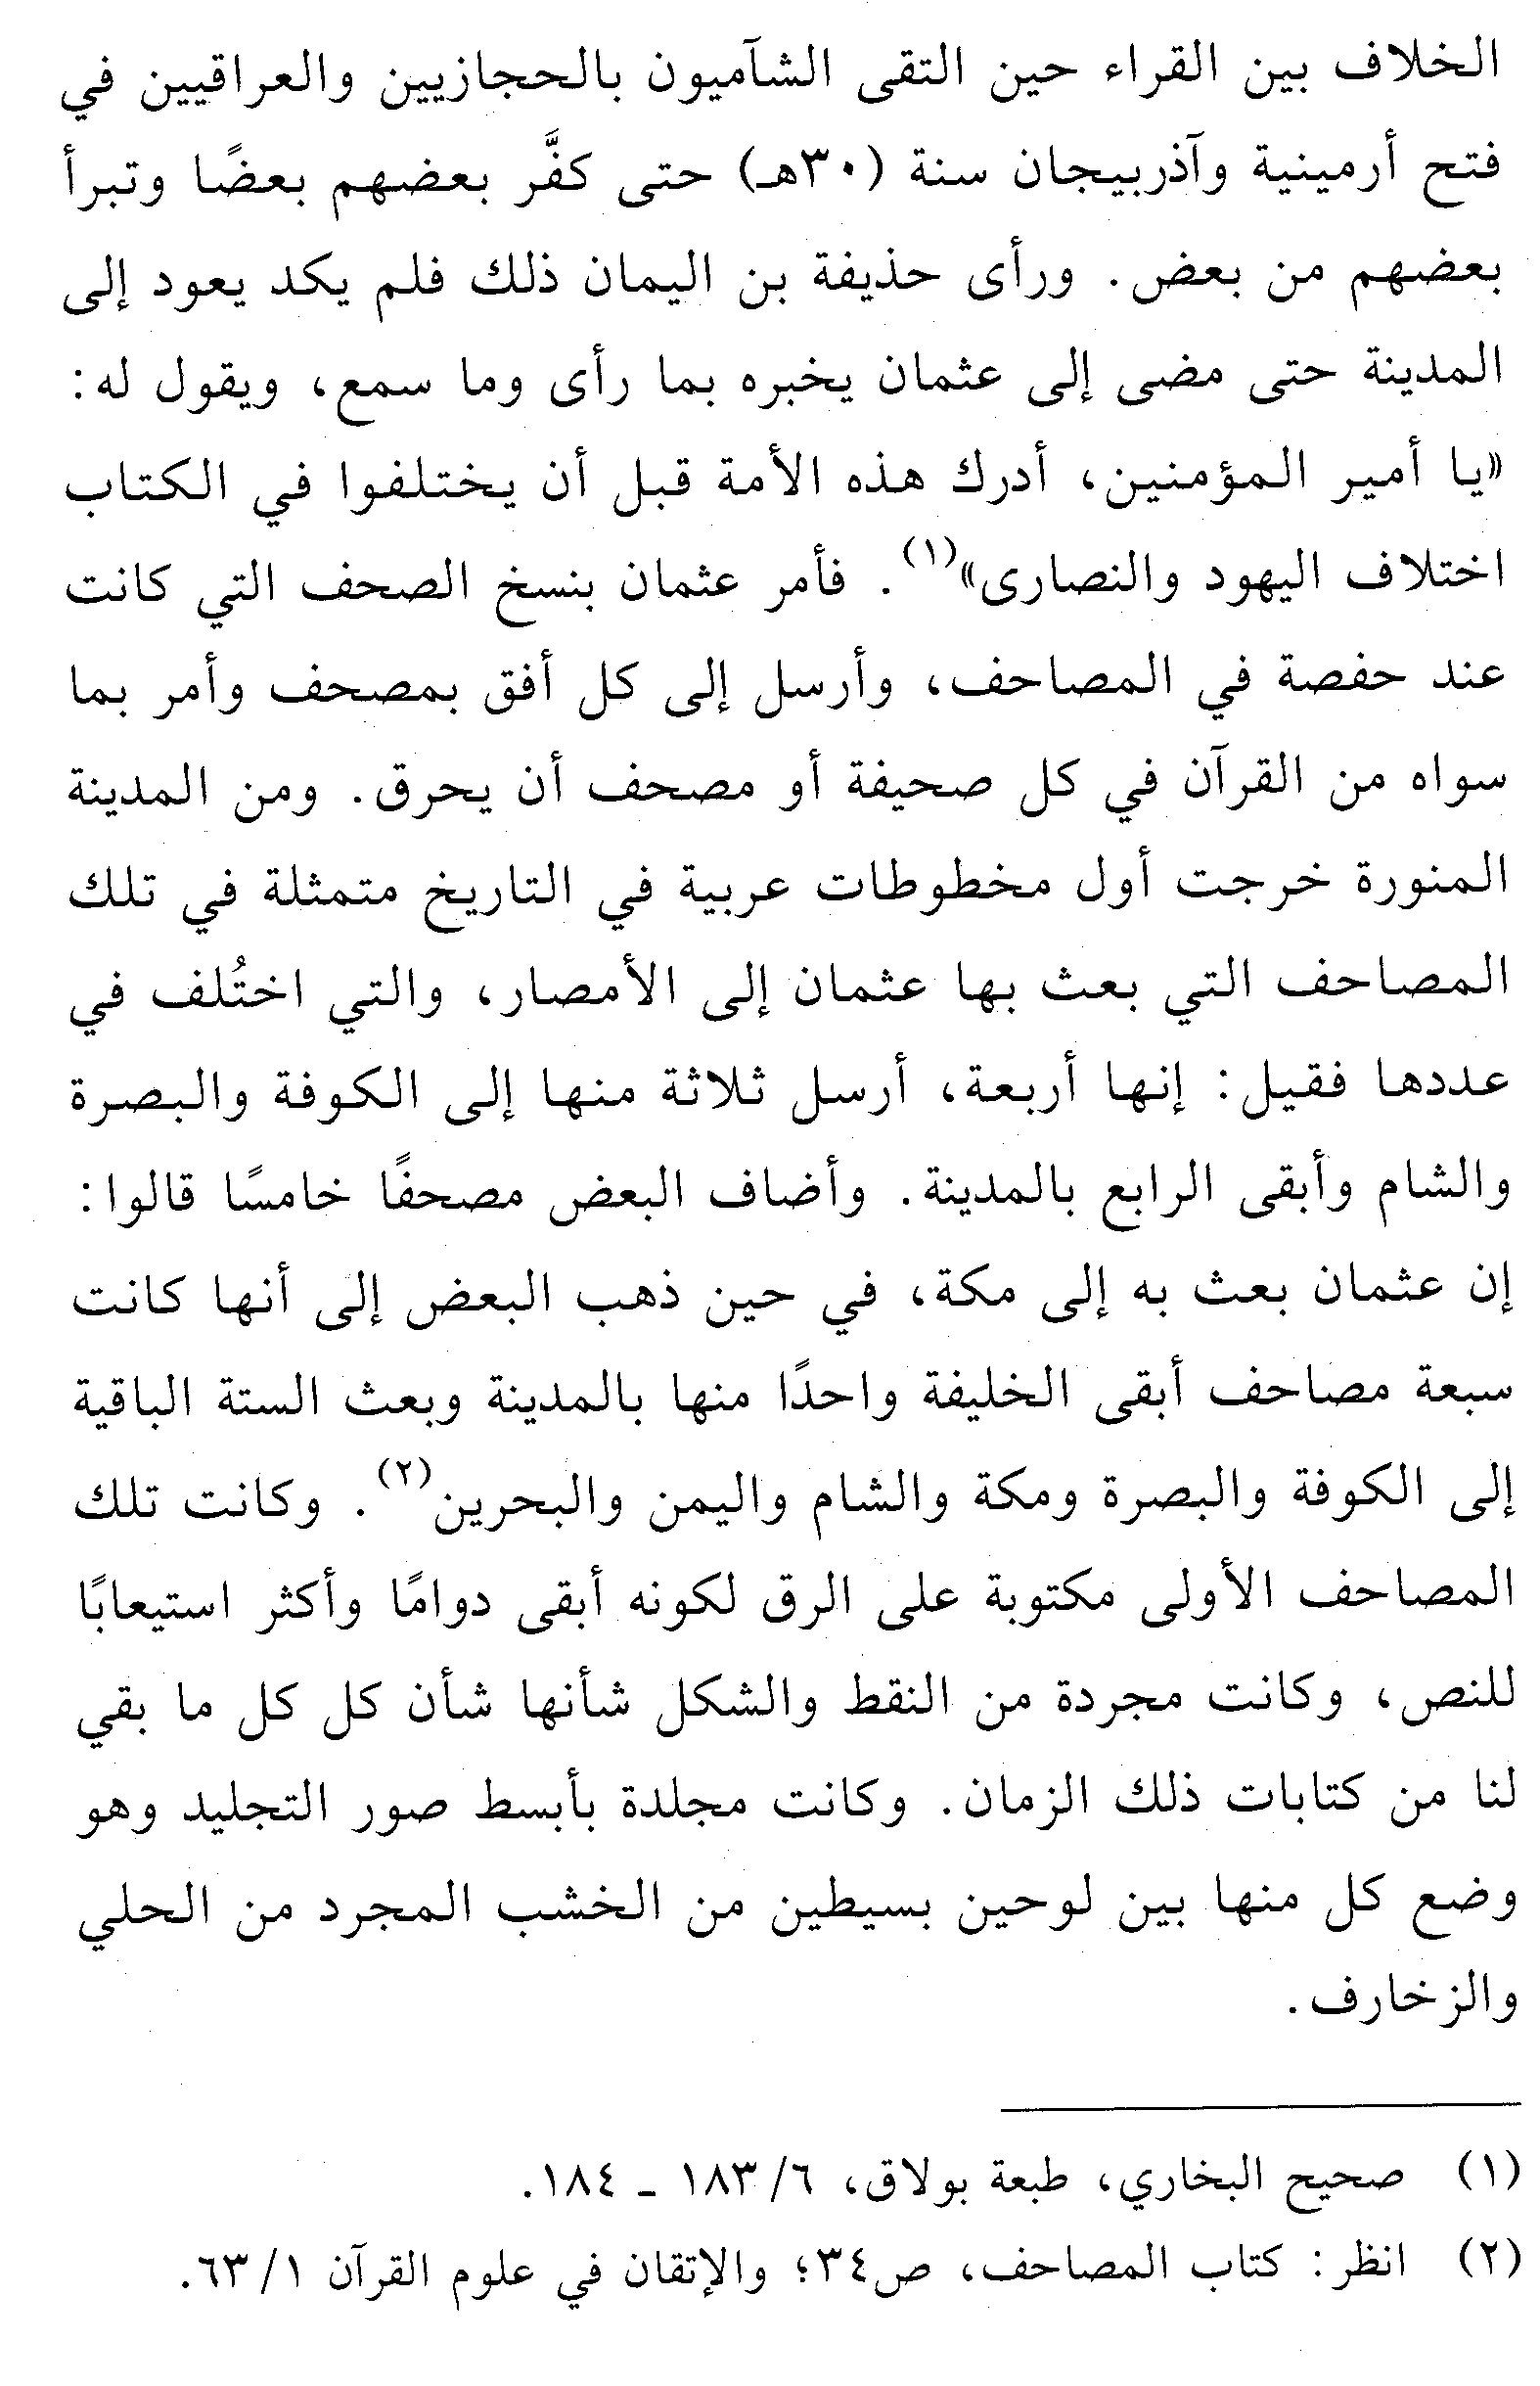 الخلاف بين القراء حين التقى الشآميون بالحجازيين والعراقيين في
فتح أرمينية وآذربيجان سنة (٣٠هـ) حتى كفَّر بعضهم بعضًا وتبرأ
بعضهم من بعض. ورأى حذيفة بن اليمان ذلك فلم يكد يعود إلى
المدينة حتى مضى إلى عثمان يخبره بما رأى وما سمع، ويقول له:
«يا أمير المؤمنين، أدرك هذه الأمة قبل أن يختلفوا في الكتاب
اختلاف اليهود والنصارى»(١). فأمر عثمان بنسخ الصحف التي كانت
عند حفصة في المصاحف، وأرسل إلى كل أفق بمصحف وأمر بما
سواه من القرآن في كل صحيفة أو مصحف أن يحرق. ومن المدينة
المنورة خرجت أول مخطوطات عربية في التاريخ متمثلة في تلك
المصاحف التي بعث بها عثمان إلى الأمصار، والتي اختُلف في
عددها فقيل: إنها أربعة، أرسل ثلاثة منها إلى الكوفة والبصرة
والشام وأبقى الرابع بالمدينة. وأضاف البعض مصحفًا خامسًا قالوا:
إن عثمان بعث به إلى مكة، في حين ذهب البعض إلى أنها كانت
سبعة مصاحف أبقى الخليفة واحدًا منها بالمدينة وبعث الستة الباقية
إلى الكوفة والبصرة ومكة والشام واليمن والبحرين(٢). وكانت تلك
المصاحف الأولى مكتوبة على الرق لكونه أبقى دوامًا وأكثر استيعابًا
للنص، وكانت مجردة من النقط والشكل شأنها شأن كل كل ما بقي
لنا من كتابات ذلك الزمان. وكانت مجلدة بأبسط صور التجليد وهو
وضع كل منها بين لوحين بسيطين من الخشب المجرد من الحلي
والزخارف.
(١) صحيح البخاري، طبعة بولاق، ٦/ ١٨٣ ـ ١٨٤.
(٢) انظر: كتاب المصاحف، ص٣٤؛ والإتقان في علوم القرآن ١/ ٦٣.